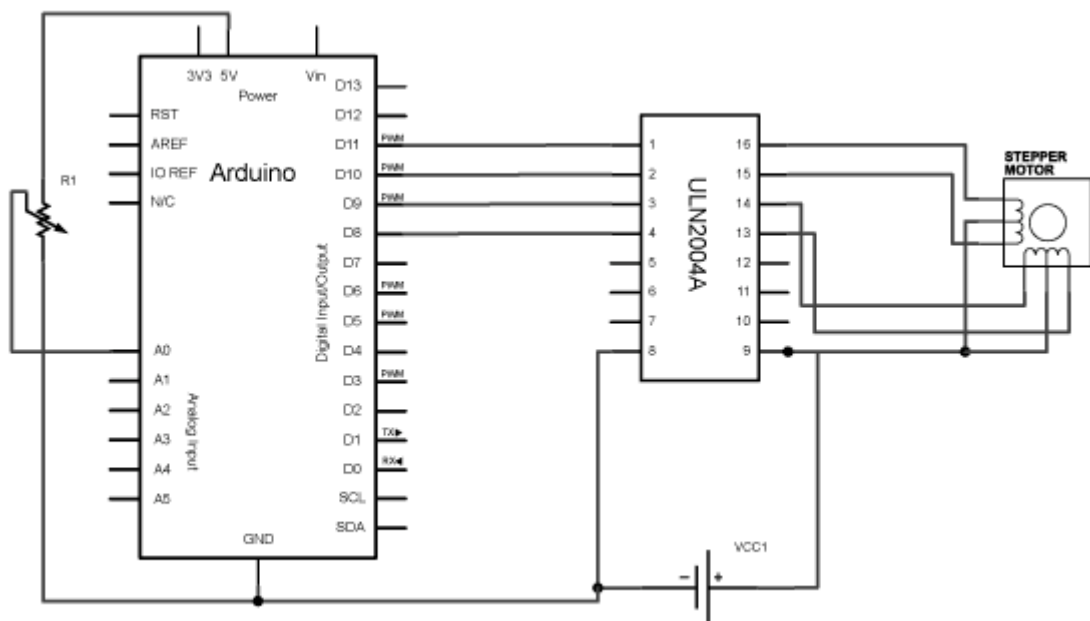 3V3 5V
Vin
Power
D13
RST
D12
AREF
D11
PWM
IO REF
Arduino
D10
PWM
R1
N/C
D9
PWM
D8
D7
D6
PWM
D5
PWM
Digital Input/Output
A0
D4
A1
D3
PWM
A2
D2
Analog Input
A3
D1
TX▶
A4
D0
RX◀
A5
SCL
SDA
GND
1
16
2
15
3
14
4
13
5
12
6
11
7
10
8
9
ULN2004A
STEPPER
MOTOR
VCC1
− +